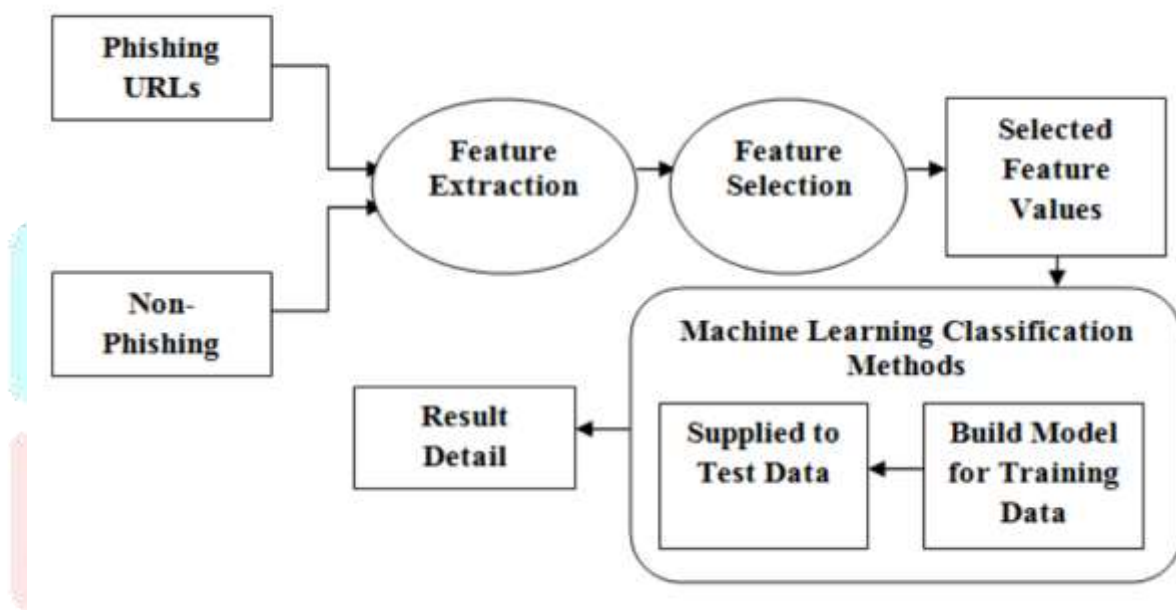 Phishing
URLs
Feature
Extraction
Feature
Selection
Selected
Feature
Values
Non-
Phishing
Machine Learning Classification
Methods
Result
Detail
Supplied to
Test Data
Build Model
for Training
Data